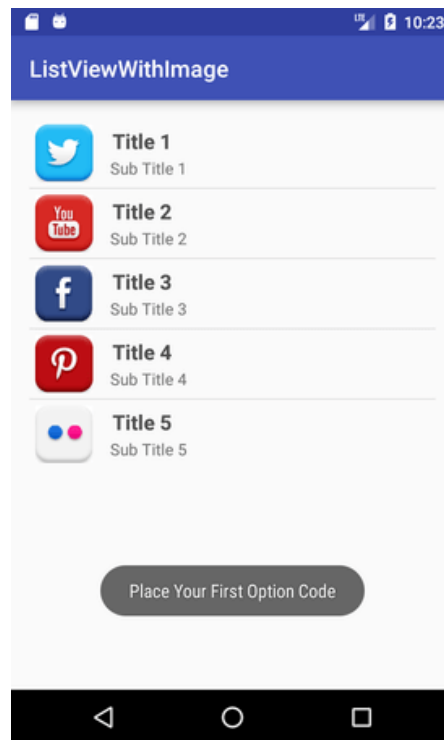 LTE 10:23
ListViewWithImage
Title 1
Sub Title 1
You
Tube
Title 2
Sub Title 2
f
Title 3
Sub Title 3
Title 4
Sub Title 4
Title 5
Sub Title 5
Place Your First Option Code